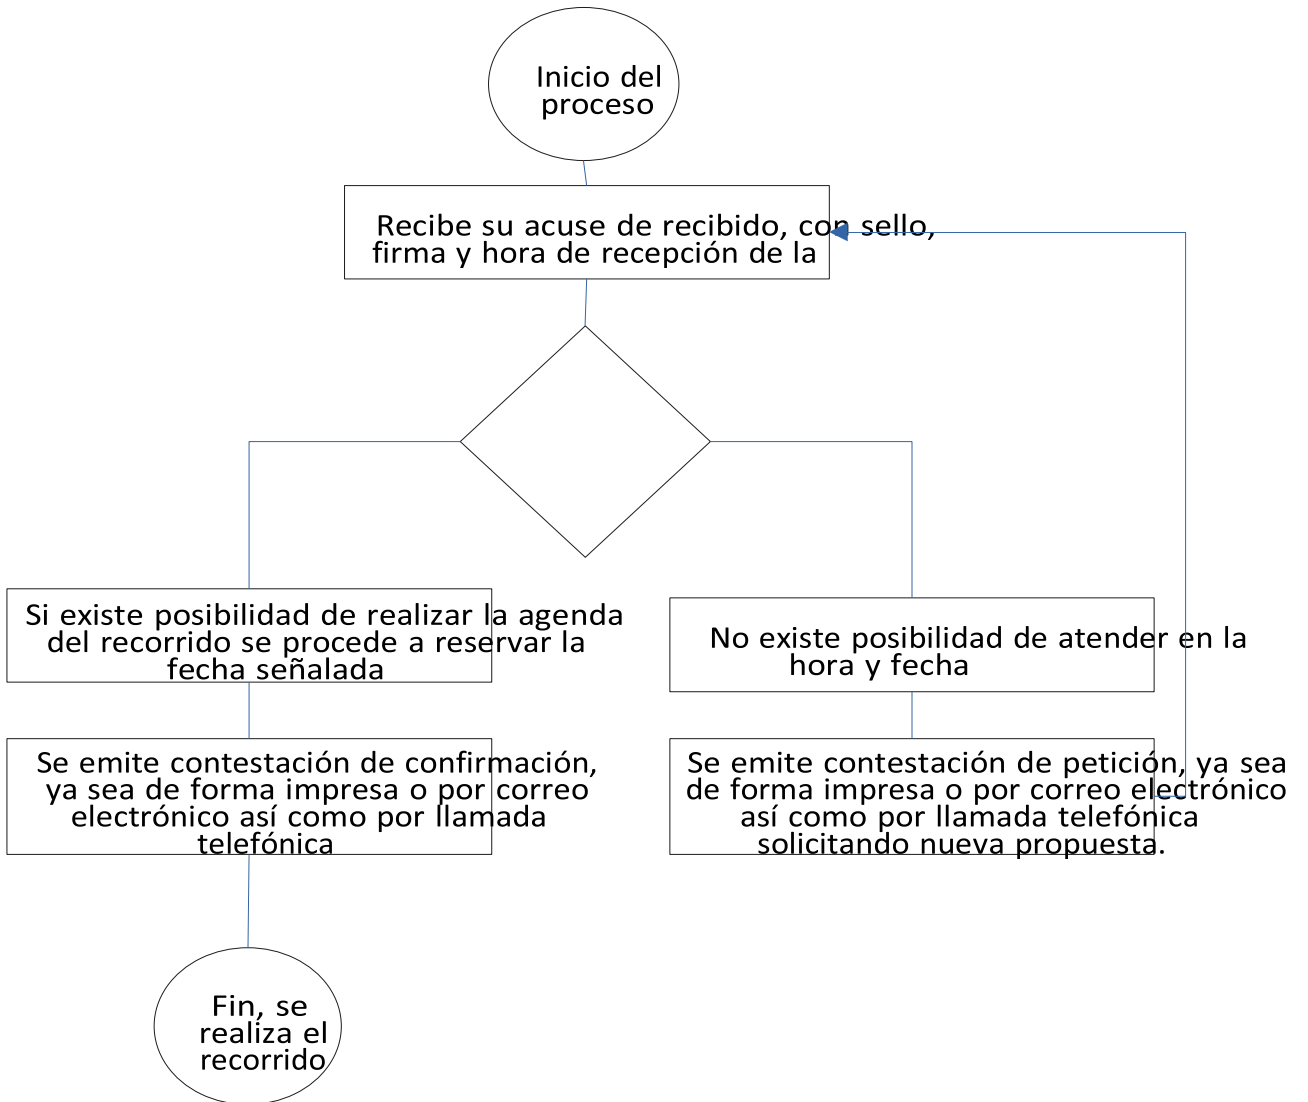 Inicio del
proceso
Recibe su acuse de recibido, con sello,
firma y hora de recepción de la
Si existe posibilidad de realizar la agenda
del recorrido se procede a reservar la
fecha señalada
No existe posibilidad de atender en la
hora y fecha
Se emite contestación de confirmación,
ya sea de forma impresa o por correo
electrónico así como por llamada
telefónica
Se emite contestación de petición, ya sea
de forma impresa o por correo electrónico
así como por llamada telefónica
solicitando nueva propuesta.
Fin, se
realiza el
recorrido